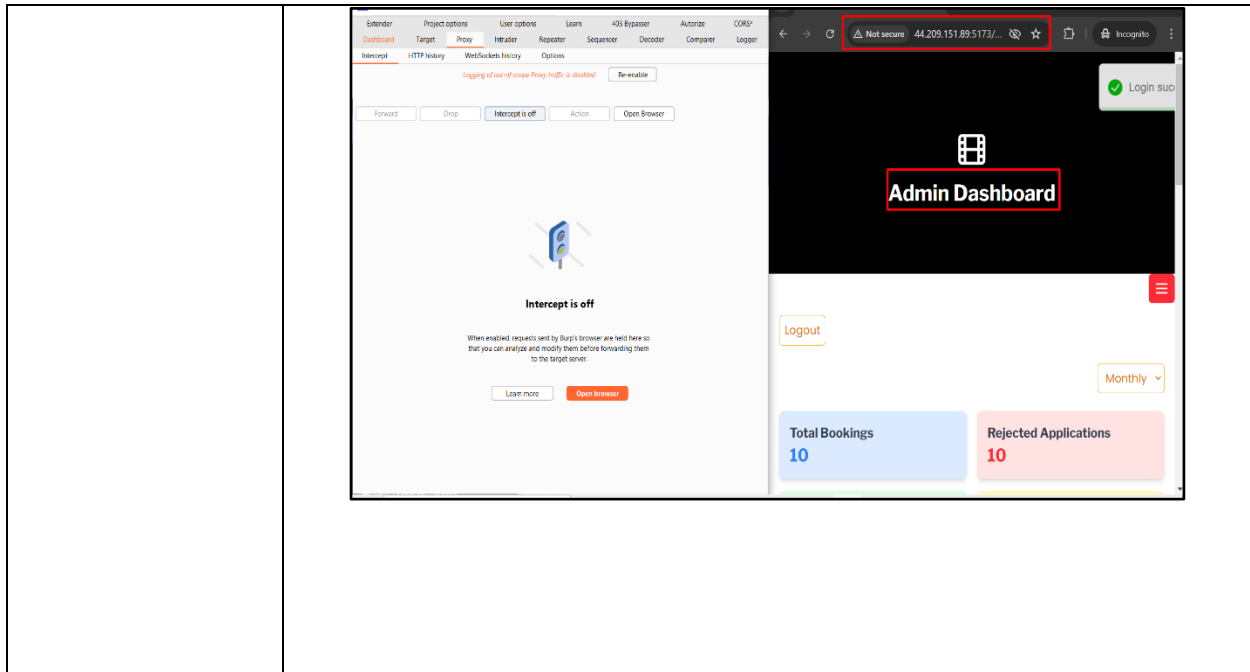 Extender Project options User options Learn 403 Bypasser Autorize CORS*
Dashboard Target Proxy Intruder Repeater Sequencer Decoder Comparer Logger
Intercept HTTP history WebSockets history Options
Logging of out-of-scope Proxy traffic is disabled Re-enable
Forward Drop Intercept is off Action Open Browser
Intercept is off
When enabled, requests sent by Burp's browser are held here so
that you can analyze and modify them before forwarding them
to the target server.
Learn more Open browser
Not secure 44.209.151.89:5173/... Incognito
Login suc
Admin Dashboard
Logout
Monthly
Total Bookings
10
Rejected Applications
10